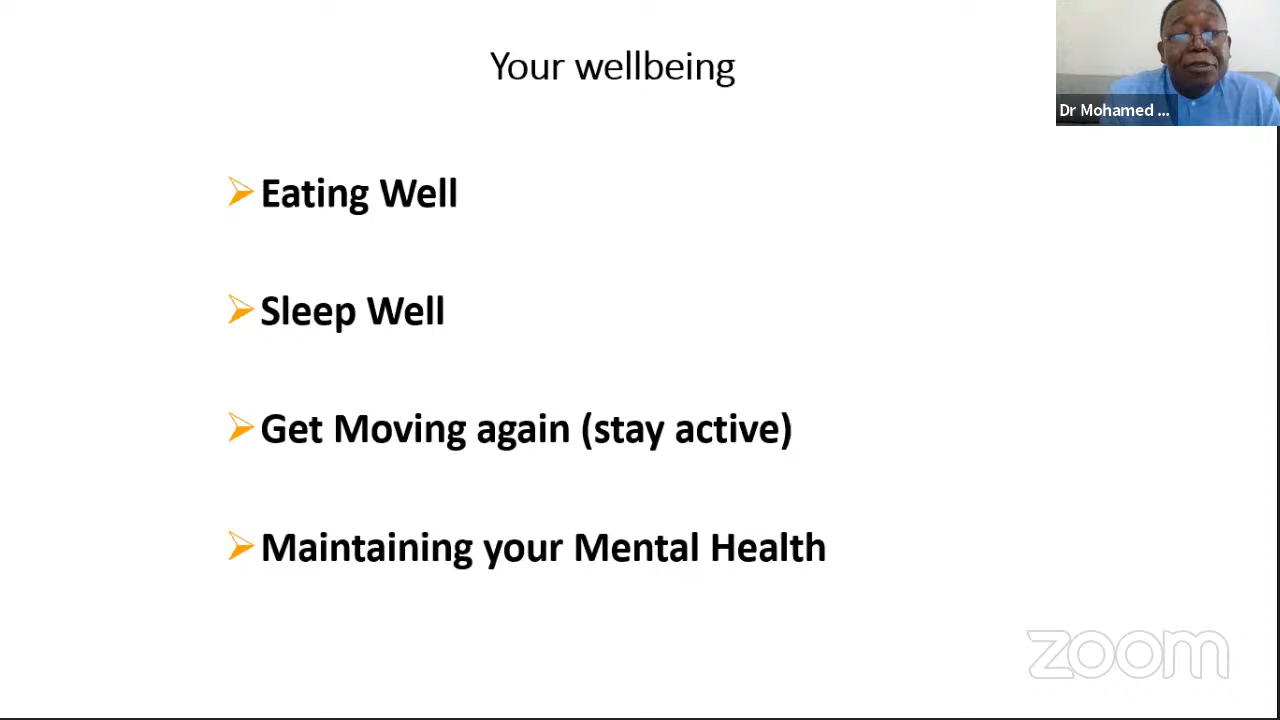 Your wellbeing
Dr Mohamed ...
Eating Well
Sleep Well
Get Moving again (stay active)
Maintaining your Mental Health
zoom